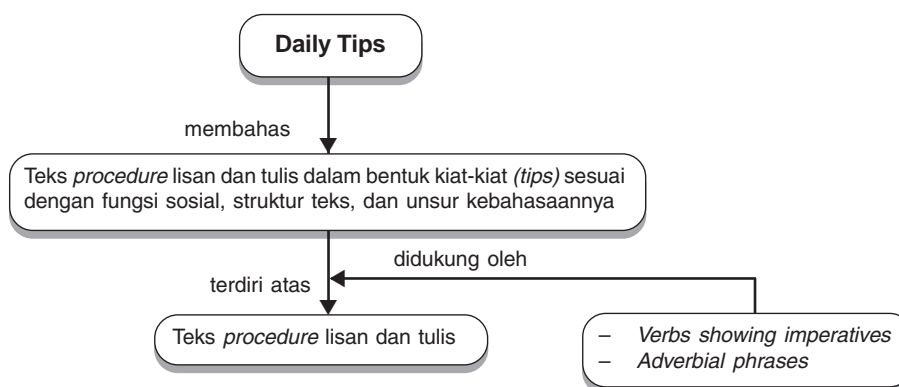 Daily Tips
membahas
Teks procedure lisan dan tulis dalam bentuk kiat-kiat (tips) sesuai
dengan fungsi sosial, struktur teks, dan unsur kebahasaannya
didukung oleh
terdiri atas
Teks procedure lisan dan tulis
– Verbs showing imperatives
– Adverbial phrases